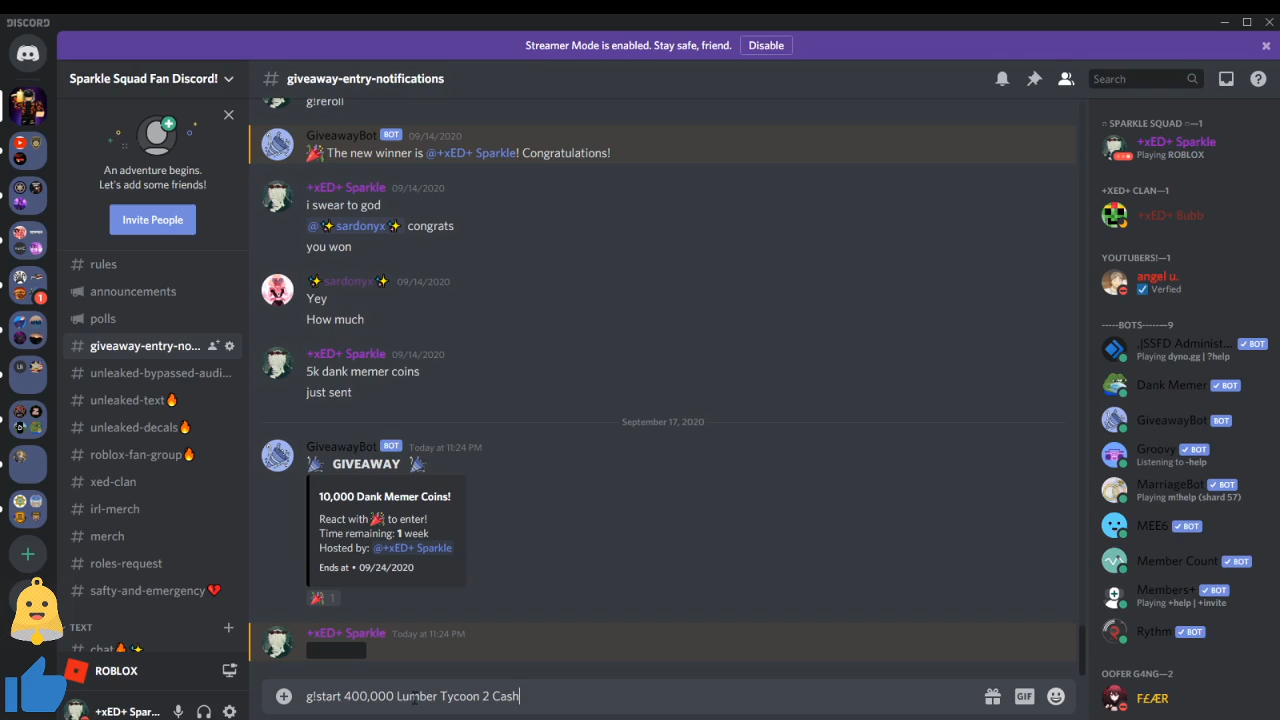 DISCORD
Streamer Mode is enabled. Stay safe, friend. Disable
Sparkle Squad Fan Discord!
An adventure begins.
Let's add some friends!
Invite People
# rules
announcements
# polls
# giveaway-entry-no...
# unleaked-bypassed-audi...
# unleaked-text🔥
# unleaked-decals🔥
# roblox-fan-group🔥
# xed-clan
# irl-merch
# merch
# roles-request
# safty-and-emergency💔
TEXT
# chat🔥✨
ROBLOX
+xED+ Spar...
# giveaway-entry-notifications
Search
g!reroll
GiveawayBot BOT 09/14/2020
🎉 The new winner is @+xED+ Sparkle! Congratulations!
+xED+ Sparkle 09/14/2020
i swear to god
@✨sardonyx✨ congrats
you won
✨sardonyx✨ 09/14/2020
Yey
How much
+xED+ Sparkle 09/14/2020
5k dank memer coins
just sent
September 17, 2020
GiveawayBot BOT Today at 11:24 PM
🎉 GIVEAWAY 🎉
10,000 Dank Memer Coins!
React with 🎉 to enter!
Time remaining: 1 week
Hosted by: @+xED+ Sparkle
Ends at • 09/24/2020
🎉 1
+xED+ Sparkle Today at 11:24 PM
g!start 400,000 Lumber Tycoon 2 Cash
GIF
SPARKLE SQUAD—1
+xED+ Sparkle
Playing ROBLOX
+XED+ CLAN—1
+xED+ Bubb
YOUTUBERS!—1
angel u.
Verfied
-----BOTS------—9
.|SSFD Administ... BOT
Playing dyno.gg | ?help
Dank Memer BOT
GiveawayBot BOT
Groovy BOT
Listening to -help
MarriageBot BOT
Playing m!help (shard 57)
MEE6 BOT
Member Count BOT
Members+ BOT
Playing +help | +invite
Rythm BOT
OOFER G4NG—2